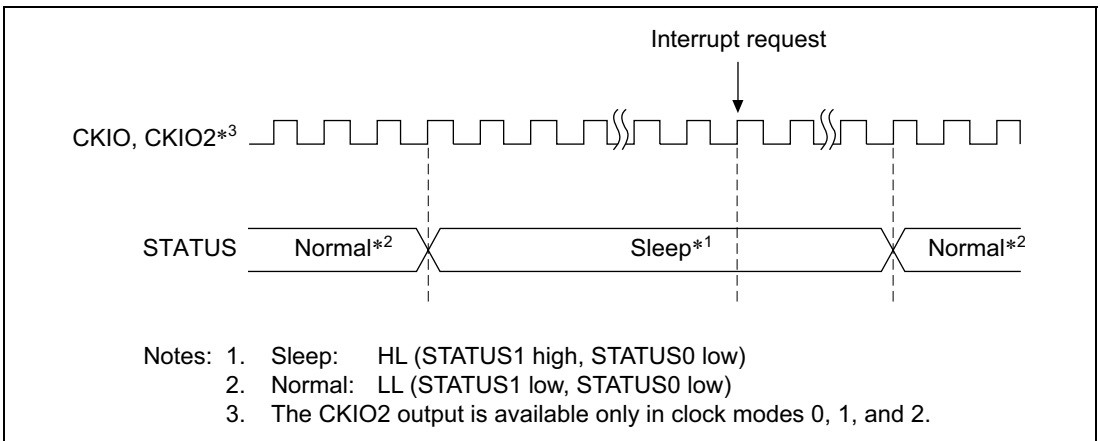 Interrupt request
CKIO, CKIO2*3
STATUS Normal*2 Sleep*1 Normal*2
Notes: 1. Sleep: HL (STATUS1 high, STATUS0 low)
2. Normal: LL (STATUS1 low, STATUS0 low)
3. The CKIO2 output is available only in clock modes 0, 1, and 2.